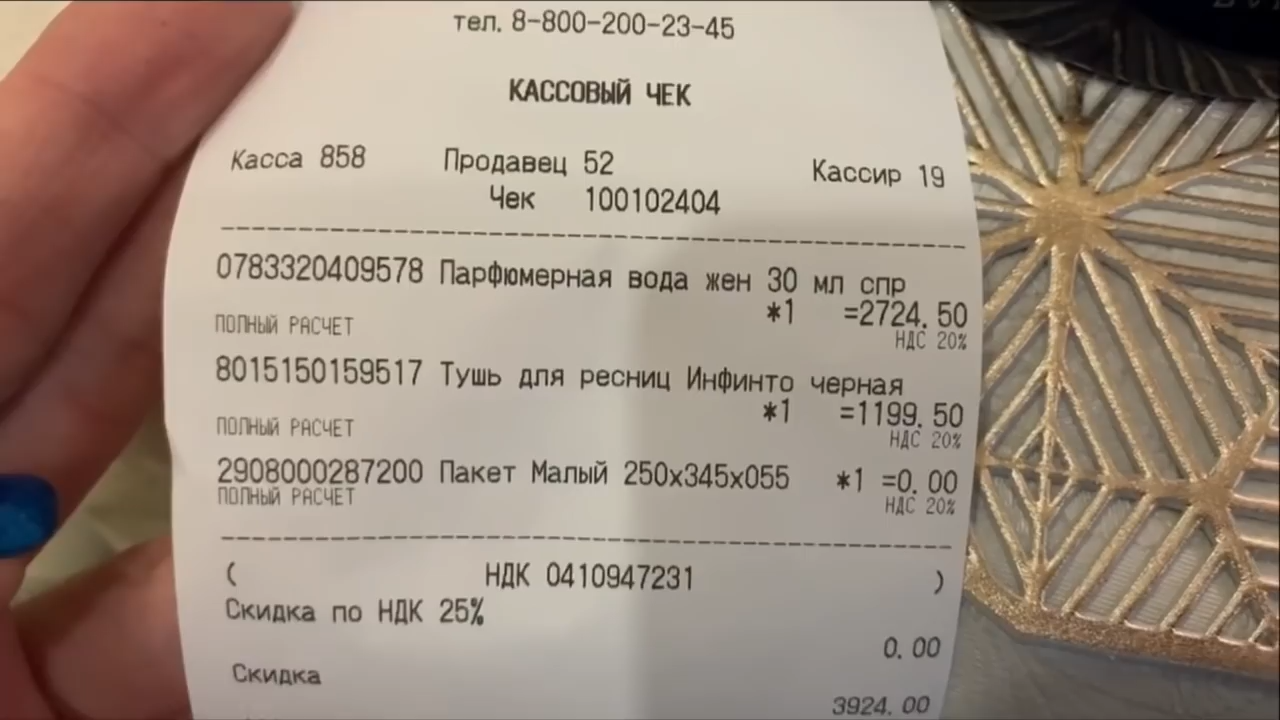 тел. 8-800-200-23-45
КАССОВЫЙ ЧЕК
Касса 858 Продавец 52 Кассир 19
Чек 100102404
0783320409578 Парфюмерная вода жен 30 мл спр
*1 =2724.50
ПОЛНЫЙ РАСЧЕТ НДС 20%
8015150159517 Тушь для ресниц Инфинто черная
*1 =1199.50
ПОЛНЫЙ РАСЧЕТ НДС 20%
2908000287200 Пакет Малый 250x345x055 *1 =0.00
ПОЛНЫЙ РАСЧЕТ НДС 20%
( НДК 0410947231 )
Скидка по НДК 25%
0.00
Скидка
3924.00